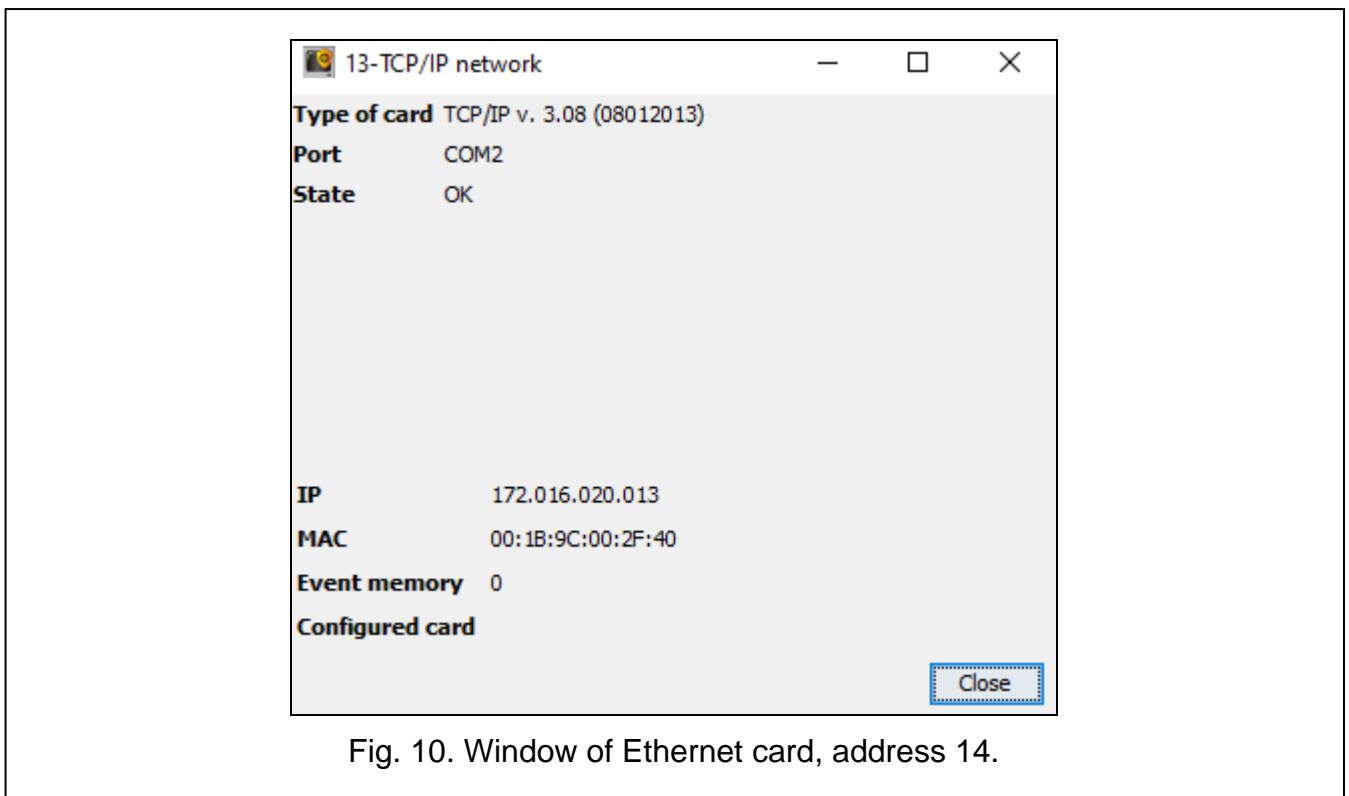 13-TCP/IP network
Type of card TCP/IP v. 3.08 (08012013)
Port COM2
State OK
IP 172.016.020.013
MAC 00:1B:9C:00:2F:40
Event memory 0
Configured card
Close
Fig. 10. Window of Ethernet card, address 14.